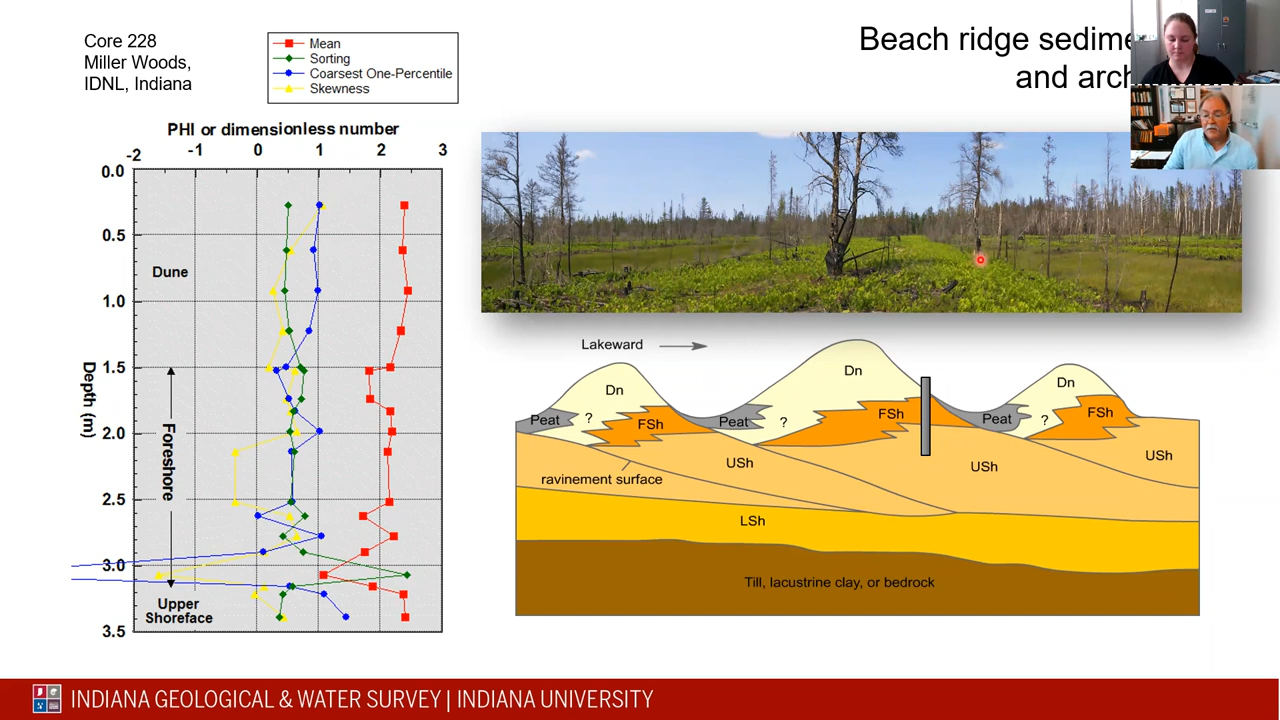 Core 228
Miller Woods,
IDNL, Indiana
Mean
Sorting
Coarsest One-Percentile
Skewness
Beach ridge
and
PHI or dimensionless number
-2 -1 0 1 2 3
0.0
0.5
1.0
1.5
2.0
2.5
3.0
3.5
Depth (m)
Dune
Foreshore
Upper
Shoreface
Lakeward
Dn
Dn
Dn
Peat
?
FSh
Peat
?
FSh
Peat
?
FSh
USh
USh
USh
ravinement surface
LSh
Till, lacustrine clay, or bedrock
INDIANA GEOLOGICAL & WATER SURVEY | INDIANA UNIVERSITY